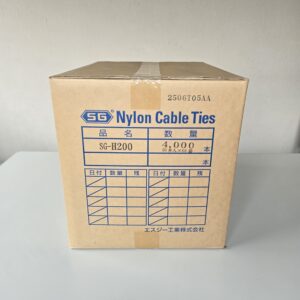 2506T05AA
SG Nylon Cable Ties
品名 数量
SG-H200 4,000 本
本
日付 数量 残 日付 数量 残
エスジー工業株式会社